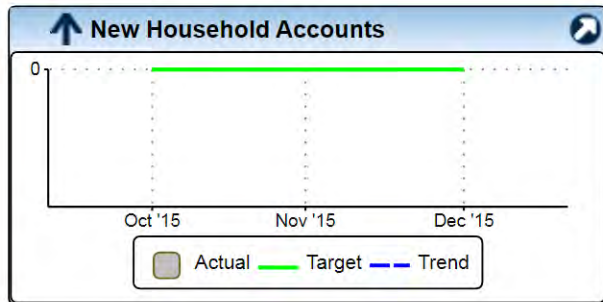 New Household Accounts
0
Oct '15 Nov '15 Dec '15
Actual Target Trend